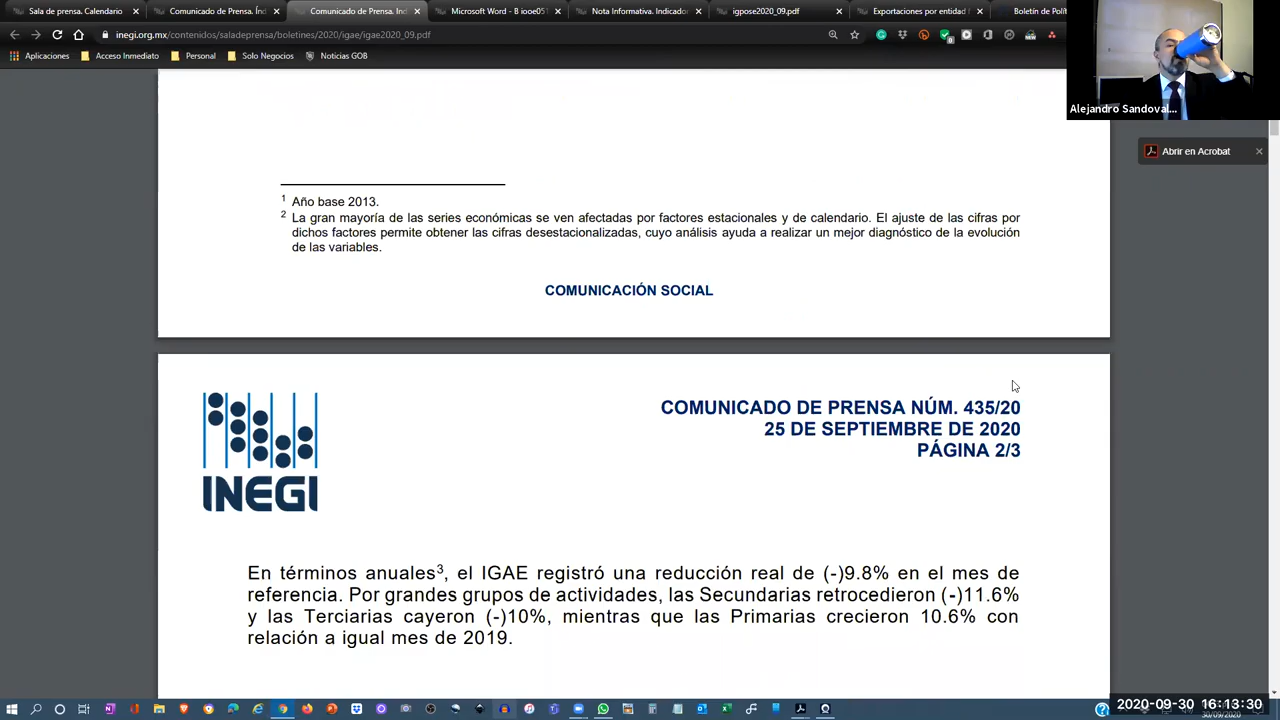 Sala de prensa. Calendario
Comunicado de Prensa. Índ
Comunicado de Prensa. Ind
Microsoft Word - B iooe05
Nota Informativa. Indicador
igpose2020_09.pdf
Exportaciones por entidad f
Boletín de Polí
inegi.org.mx/contenidos/saladeprensa/boletines/2020/igae/igae2020_09.pdf
Aplicaciones
Acceso Inmediato
Personal
Solo Negocios
Noticias GOB
Alejandro Sandoval...
Abrir en Acrobat
1 Año base 2013.
2 La gran mayoría de las series económicas se ven afectadas por factores estacionales y de calendario. El ajuste de las cifras por
dichos factores permite obtener las cifras desestacionalizadas, cuyo análisis ayuda a realizar un mejor diagnóstico de la evolución
de las variables.
COMUNICACIÓN SOCIAL
INEGI
COMUNICADO DE PRENSA NÚM. 435/20
25 DE SEPTIEMBRE DE 2020
PÁGINA 2/3
En términos anuales3, el IGAE registró una reducción real de (-)9.8% en el mes de
referencia. Por grandes grupos de actividades, las Secundarias retrocedieron (-)11.6%
y las Terciarias cayeron (-)10%, mientras que las Primarias crecieron 10.6% con
relación a igual mes de 2019.
2020-09-30 16:13:30
30/09/2020